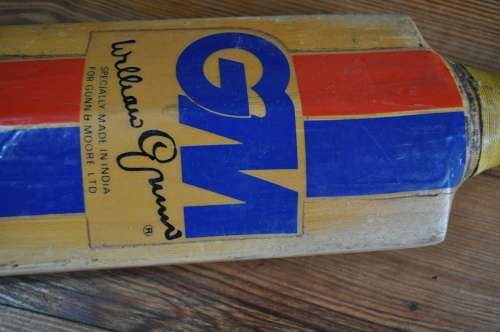 GM
William Gunn
®
SPECIALLY MADE IN INDIA
FOR GUNN & MOORE LTD